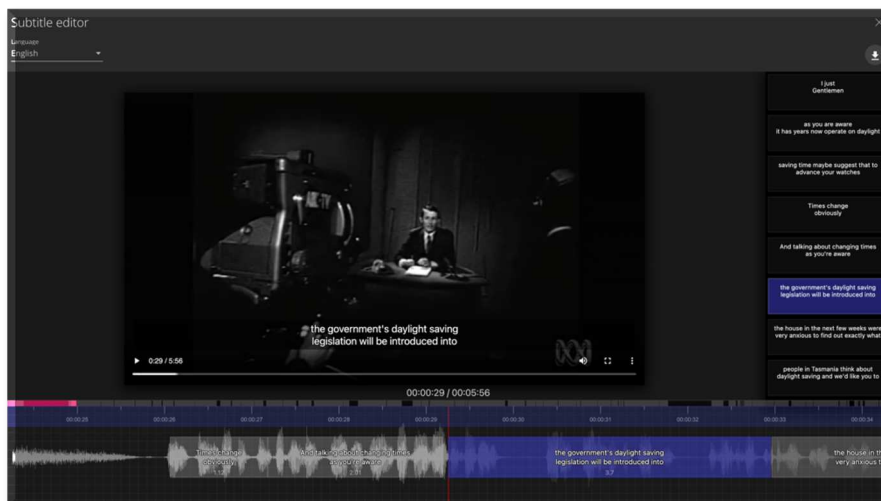 Subtitle editor
Language
English
I just
Gentlemen
as you are aware
it has years now operate on daylight
saving time maybe suggest that to
advance your watches
Times change
obviously
And talking about changing times
as you're aware
the government's daylight saving
legislation will be introduced into
the house in the next few weeks were
very anxious to find out exactly what
people in Tasmania think about
daylight saving and we'd like you to
the government's daylight saving
legislation will be introduced into
0:29 / 5:56
00:00:29 / 00:05:56
00:00:25 00:00:26 00:00:27 00:00:28 00:00:29 00:00:30 00:00:31 00:00:32 00:00:33 00:00:34
Times change
obviously
1.12
And talking about changing times
as you're aware
2.01
the government's daylight saving
legislation will be introduced into
3.7
the house in th
very anxious t